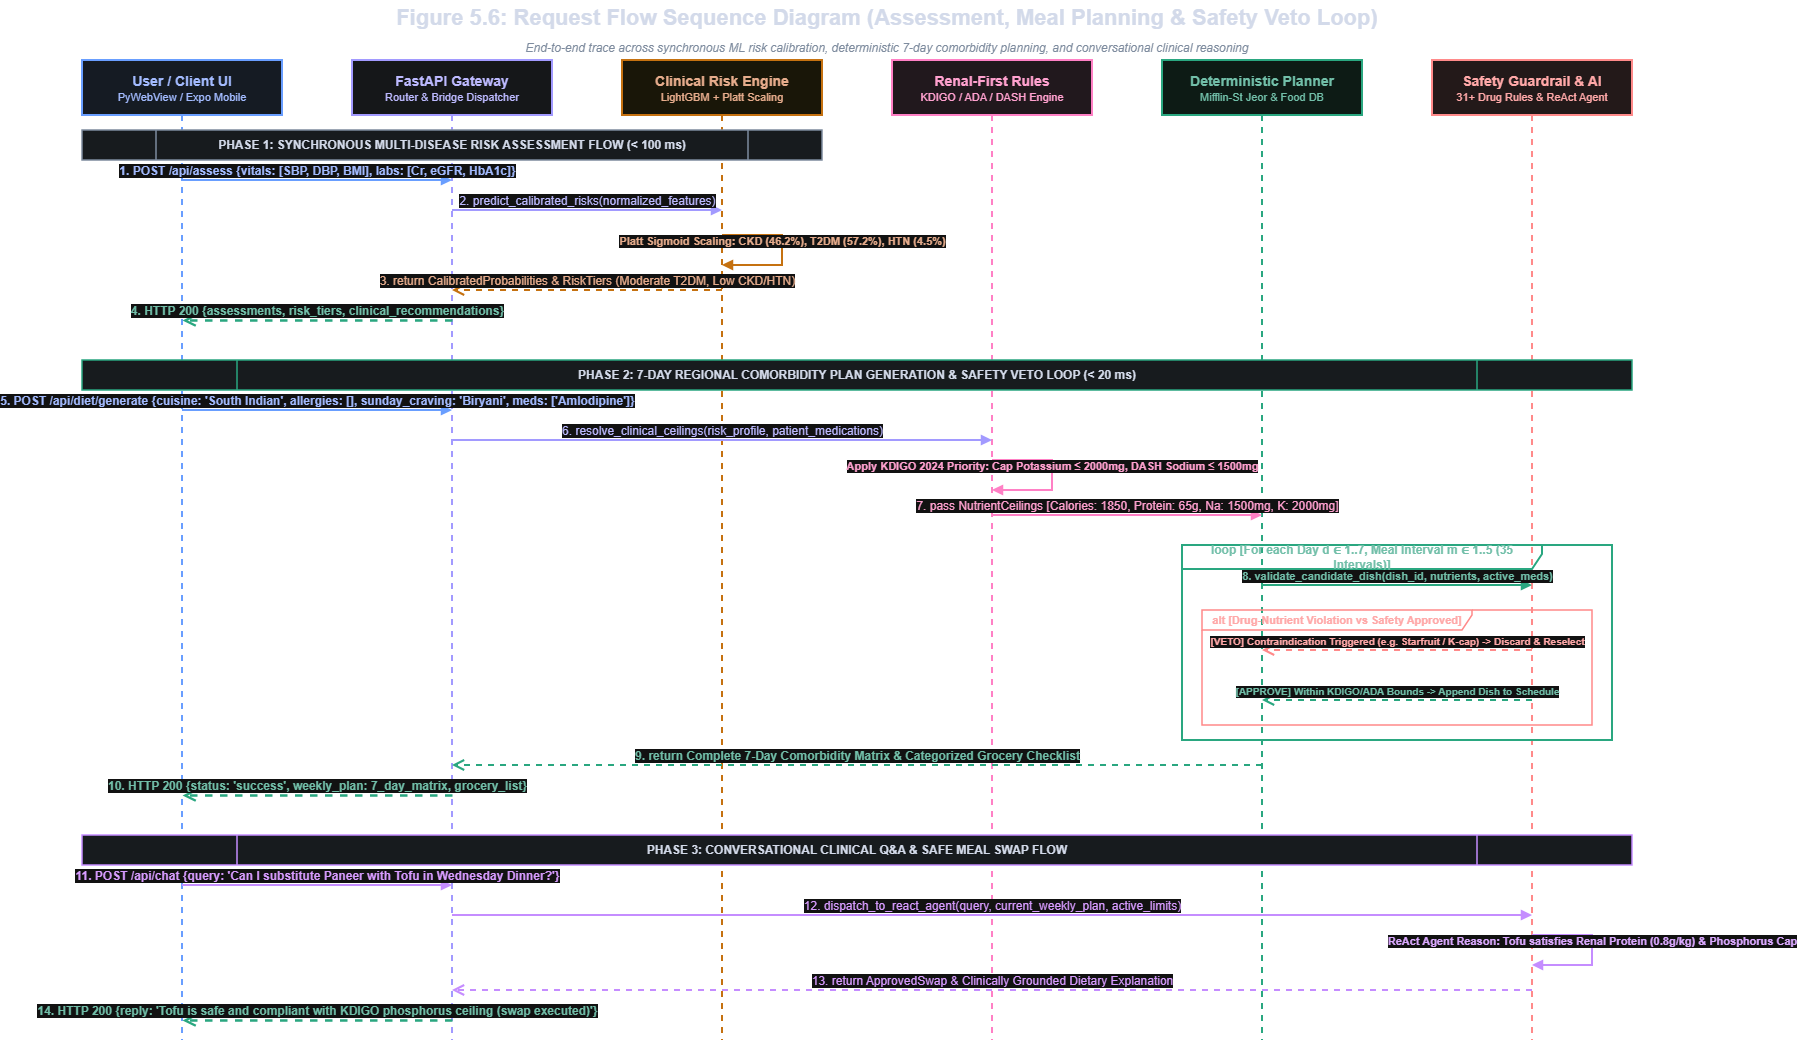 Figure 5.6: Request Flow Sequence Diagram (Assessment, Meal Planning & Safety Veto Loop)
End-to-end trace across synchronous ML risk calibration, deterministic 7-day comorbidity planning, and conversational clinical reasoning
User / Client UI
PyWebView / Expo Mobile
FastAPI Gateway
Router & Bridge Dispatcher
Clinical Risk Engine
LightGBM + Platt Scaling
Renal-First Rules
KDIGO / ADA / DASH Engine
Deterministic Planner
Mifflin-St Jeor & Food DB
Safety Guardrail & AI
31+ Drug Rules & ReAct Agent
PHASE 1: SYNCHRONOUS MULTI-DISEASE RISK ASSESSMENT FLOW (< 100 ms)
1. POST /api/assess {vitals: [SBP, DBP, BMI], labs: [Cr, eGFR, HbA1c]}
2. predict_calibrated_risks(normalized_features)
Platt Sigmoid Scaling: CKD (46.2%), T2DM (57.2%), HTN (4.5%)
3. return CalibratedProbabilities & RiskTiers (Moderate T2DM, Low CKD/HTN)
4. HTTP 200 {assessments, risk_tiers, clinical_recommendations}
PHASE 2: 7-DAY REGIONAL COMORBIDITY PLAN GENERATION & SAFETY VETO LOOP (< 20 ms)
5. POST /api/diet/generate {cuisine: 'South Indian', allergies: [], sunday_craving: 'Biryani', meds: ['Amlodipine']}
6. resolve_clinical_ceilings(risk_profile, patient_medications)
Apply KDIGO 2024 Priority: Cap Potassium ≤ 2000mg, DASH Sodium ≤ 1500mg
7. pass NutrientCeilings [Calories: 1850, Protein: 65g, Na: 1500mg, K: 2000mg]
loop [For each Day d ∈ 1..7, Meal Interval m ∈ 1..5 (35
Intervals)]
8. validate_candidate_dish(dish_id, nutrients, active_meds)
alt [Drug-Nutrient Violation vs Safety Approved]
[VETO] Contraindication Triggered (e.g. Starfruit / K-cap) -> Discard & Reselect
[APPROVE] Within KDIGO/ADA Bounds -> Append Dish to Schedule
9. return Complete 7-Day Comorbidity Matrix & Categorized Grocery Checklist
10. HTTP 200 {status: 'success', weekly_plan: 7_day_matrix, grocery_list}
PHASE 3: CONVERSATIONAL CLINICAL Q&A & SAFE MEAL SWAP FLOW
11. POST /api/chat {query: 'Can I substitute Paneer with Tofu in Wednesday Dinner?'}
12. dispatch_to_react_agent(query, current_weekly_plan, active_limits)
ReAct Agent Reason: Tofu satisfies Renal Protein (0.8g/kg) & Phosphorus Cap
13. return ApprovedSwap & Clinically Grounded Dietary Explanation
14. HTTP 200 {reply: 'Tofu is safe and compliant with KDIGO phosphorus ceiling (swap executed)'}